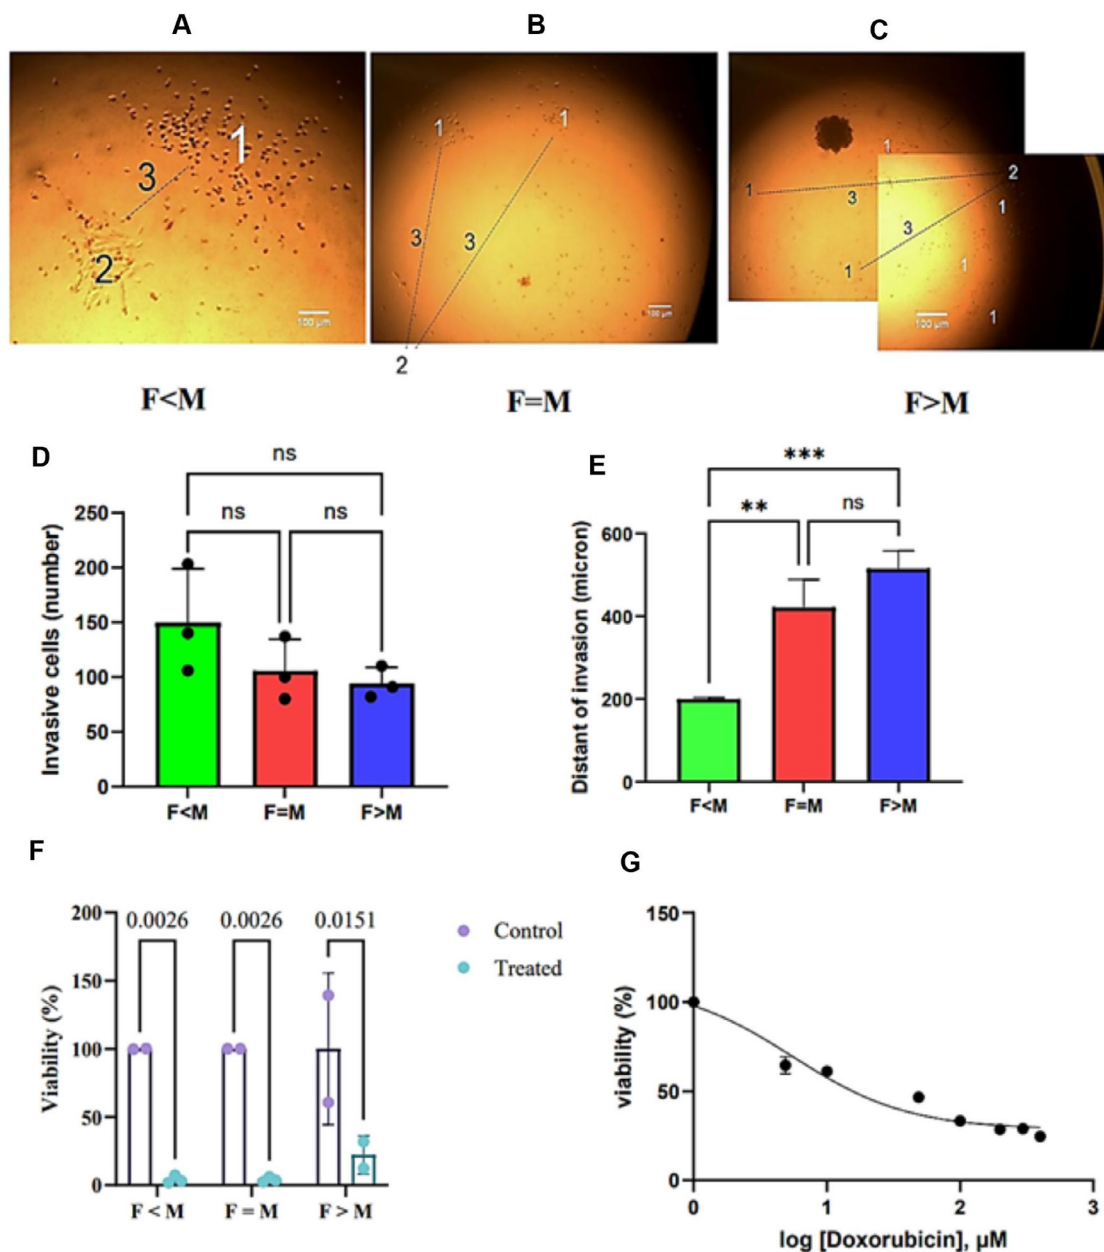 A
B
C
1
3
2
100 µm
1
1
3
3
2
100 µm
1
2
1
3
1
3
1
1
1
100 µm
F<M
F=M
F>M
D
ns
ns
ns
Invasive cells (number)
250
200
150
100
50
0
F<M
F=M
F>M
E
***
**
ns
Distant of invasion (micron)
600
400
200
0
F<M
F=M
F>M
F
0.0026
0.0026
0.0151
Viability (%)
200
150
100
50
0
F < M
F = M
F > M
Control
Treated
G
viability (%)
150
100
50
0
0
1
2
3
log [Doxorubicin], µM